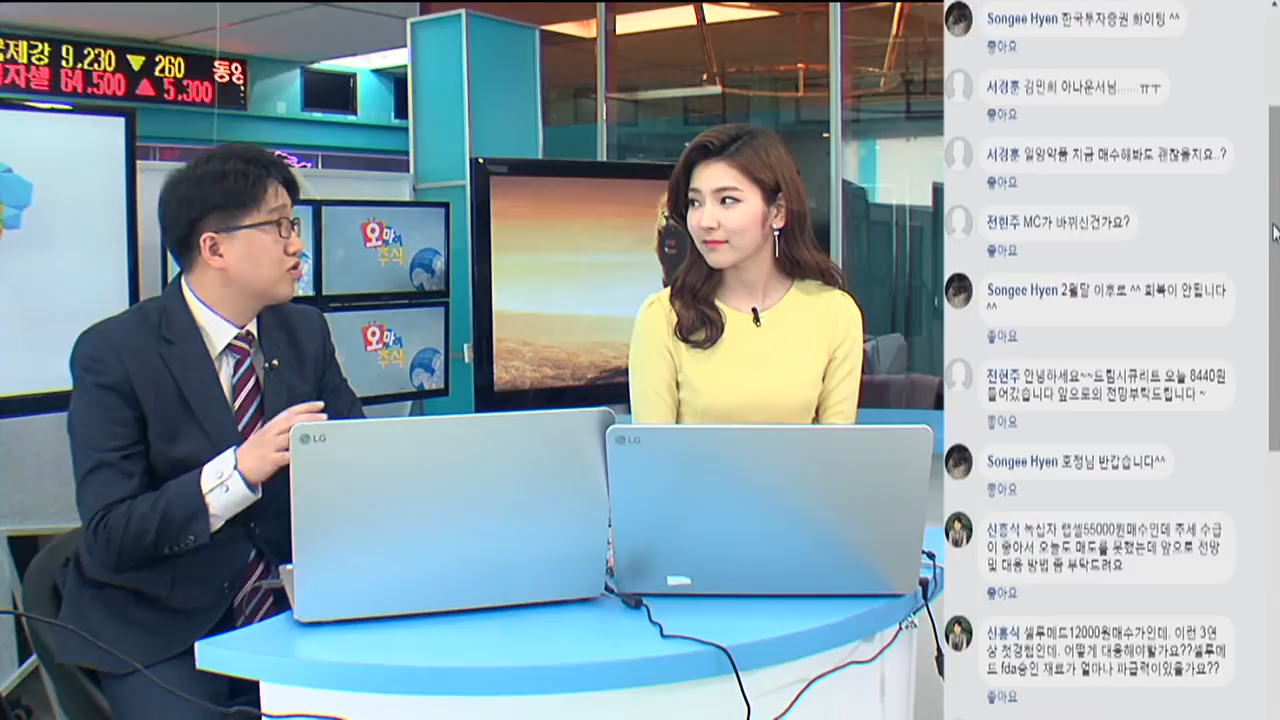 국제강 9,230 ▼ 260 동양
자셀 64,500 ▲ 5,300
오마이
주식
오마이
주식
LG
LG
Songee Hyen 한국투자증권 화이팅 ^^
좋아요
서경훈 김민희 아나운서님.......ㅠㅜ
좋아요
서경훈 일양약품 지금 매수해봐도 괜찮을지요..?
좋아요
전현주 MC가 바뀌신건가요?
좋아요
Songee Hyen 2월달 이후로 ^^ 회복이 안됩니다
^^
좋아요
전현주 안녕하세요~~드림시큐리트 오늘 8440원
들어갔습니다 앞으로의 전망부탁드립니다 ~
좋아요
Songee Hyen 호정님 반갑습니다^^
좋아요
신흥식 녹십자 랩셀55000원매수인데 주세 수급
이 좋아서 오늘도 매도를 못했는데 앞으로 전망
및 대응 방법 좀 부탁드려요
좋아요
신흥식 셀루메드12000원매수가인데. 이런 3연
상 첫경험인데. 어떻게 대응해야할가요??셀루메
드 fda승인 재료가 얼마나 파급력이있을가요??
좋아요